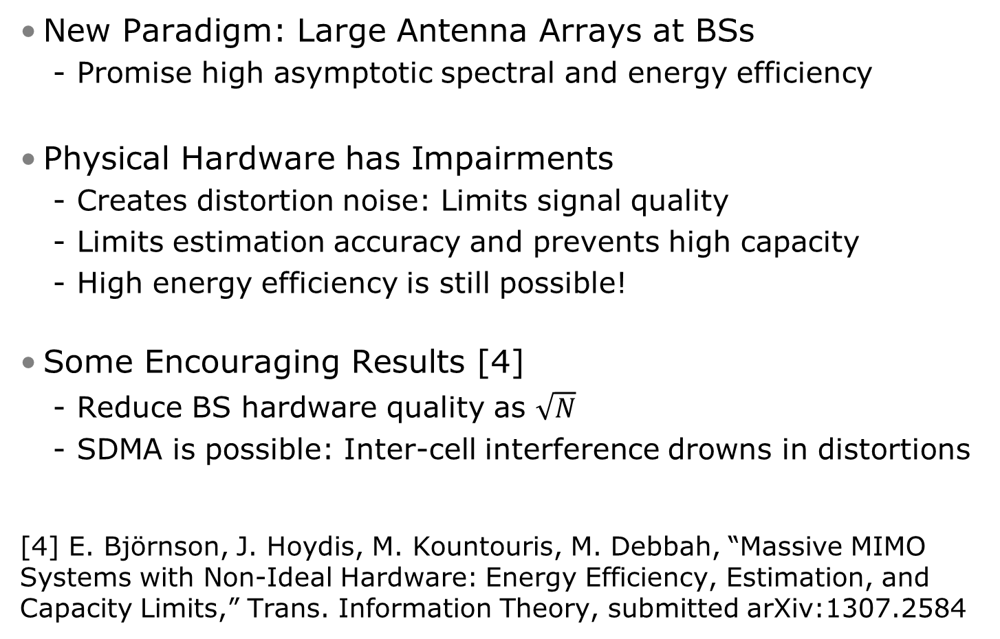 • New Paradigm: Large Antenna Arrays at BSs
- Promise high asymptotic spectral and energy efficiency
• Physical Hardware has Impairments
- Creates distortion noise: Limits signal quality
- Limits estimation accuracy and prevents high capacity
- High energy efficiency is still possible!
• Some Encouraging Results [4]
- Reduce BS hardware quality as √N
- SDMA is possible: Inter-cell interference drowns in distortions
[4] E. Björnson, J. Hoydis, M. Kountouris, M. Debbah, “Massive MIMO
Systems with Non-Ideal Hardware: Energy Efficiency, Estimation, and
Capacity Limits,” Trans. Information Theory, submitted arXiv:1307.2584